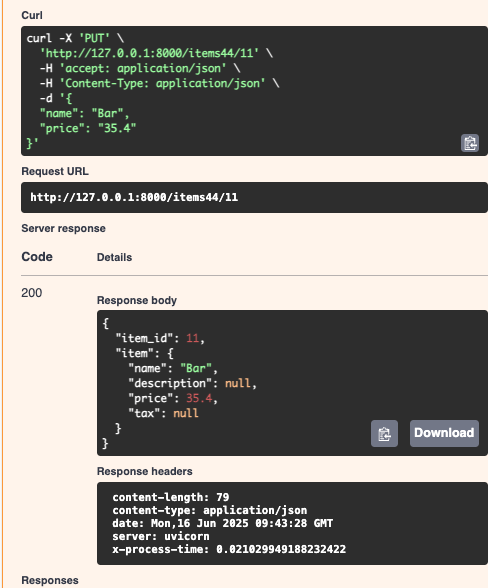 Curl
curl -X 'PUT' \
'http://127.0.0.1:8000/items44/11' \
-H 'accept: application/json' \
-H 'Content-Type: application/json' \
-d '{
"name": "Bar",
"price": "35.4"
}'
Request URL
http://127.0.0.1:8000/items44/11
Server response
Code Details
200
Response body
{
"item_id": 11,
"item": {
"name": "Bar",
"description": null,
"price": 35.4,
"tax": null
}
}
Download
Response headers
content-length: 79
content-type: application/json
date: Mon,16 Jun 2025 09:43:28 GMT
server: uvicorn
x-process-time: 0.021029949188232422
Responses